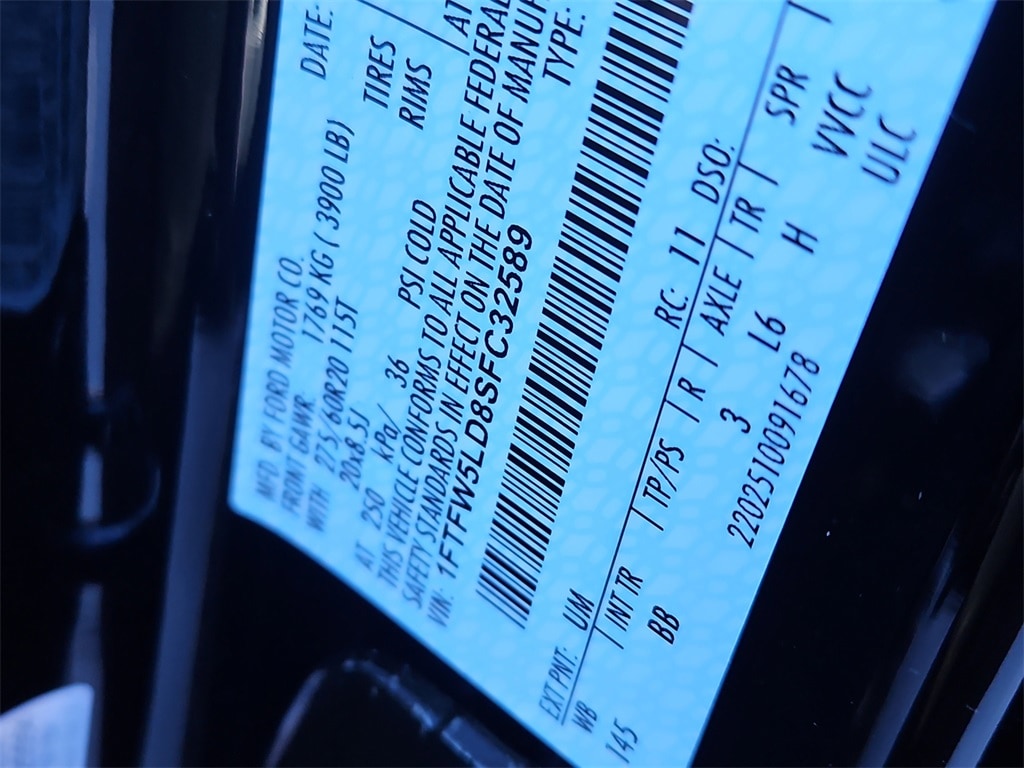 MFD. BY FORD MOTOR CO.
DATE:
FRONT GAWR: 1769 KG ( 3900 LB)
WITH 275/60R20 115T TIRES
20x8.5J RIMS
AT 250 kPa/ 36 PSI COLD AT
THIS VEHICLE CONFORMS TO ALL APPLICABLE FEDERAL
SAFETY STANDARDS IN EFFECT ON THE DATE OF MANUF
VIN: 1FTFW5LD8SFC32589
TYPE:
EXT PNT: UM RC: 11 DSO:
WB / INT TR / TP/PS / R / AXLE / TR / SPR /
145 BB 3 L6 H VVCC
2202510091678 ULC